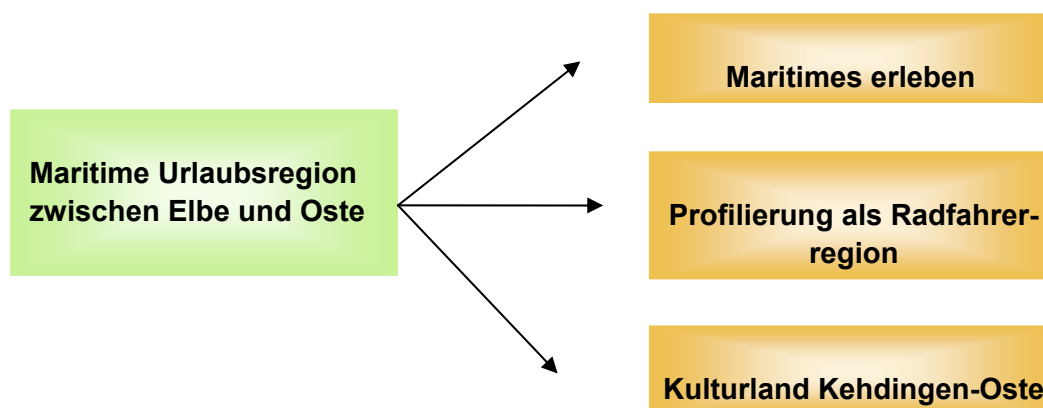 Maritime Urlaubsregion
zwischen Elbe und Oste
Maritimes erleben
Profilierung als Radfahrer-
region
Kulturland Kehdingen-Oste